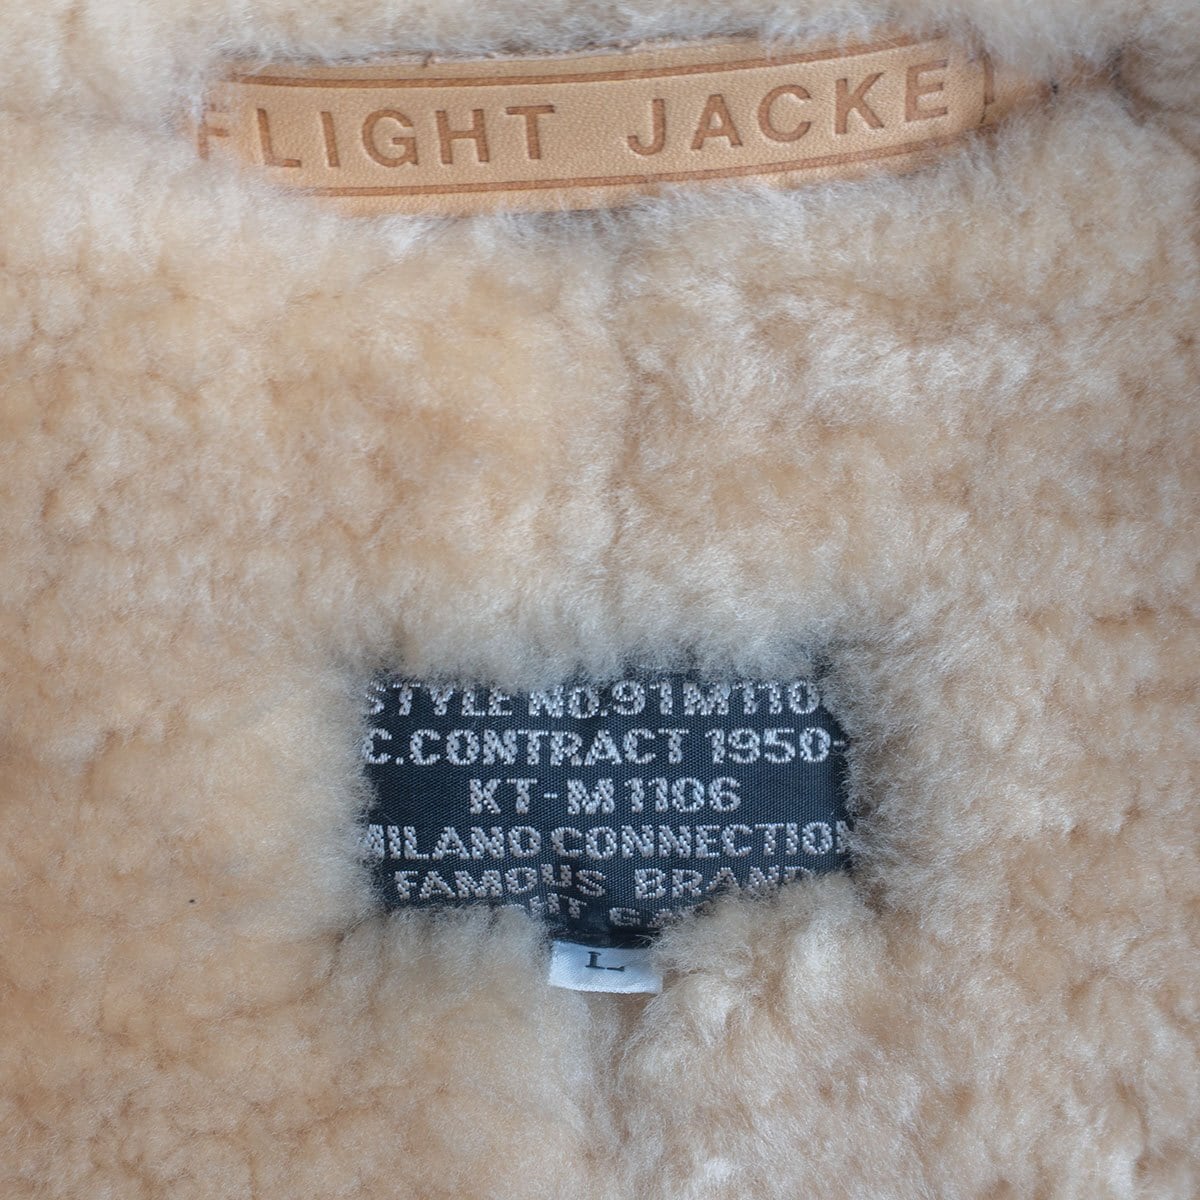 FLIGHT JACKE
STYLE NO.91M110
C.CONTRACT 1950-
KT-M1106
MILANO CONNECTION
FAMOUS BRAND
L